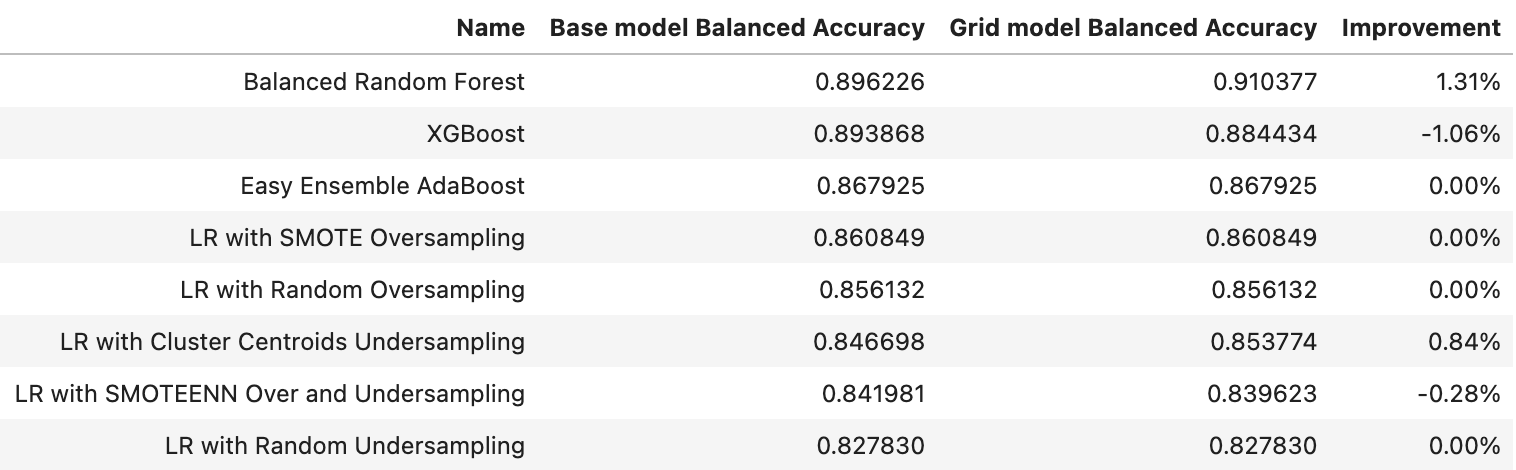 Name Base model Balanced Accuracy Grid model Balanced Accuracy Improvement
Balanced Random Forest 0.896226 0.910377 1.31%
XGBoost 0.893868 0.884434 -1.06%
Easy Ensemble AdaBoost 0.867925 0.867925 0.00%
LR with SMOTE Oversampling 0.860849 0.860849 0.00%
LR with Random Oversampling 0.856132 0.856132 0.00%
LR with Cluster Centroids Undersampling 0.846698 0.853774 0.84%
LR with SMOTEENN Over and Undersampling 0.841981 0.839623 -0.28%
LR with Random Undersampling 0.827830 0.827830 0.00%